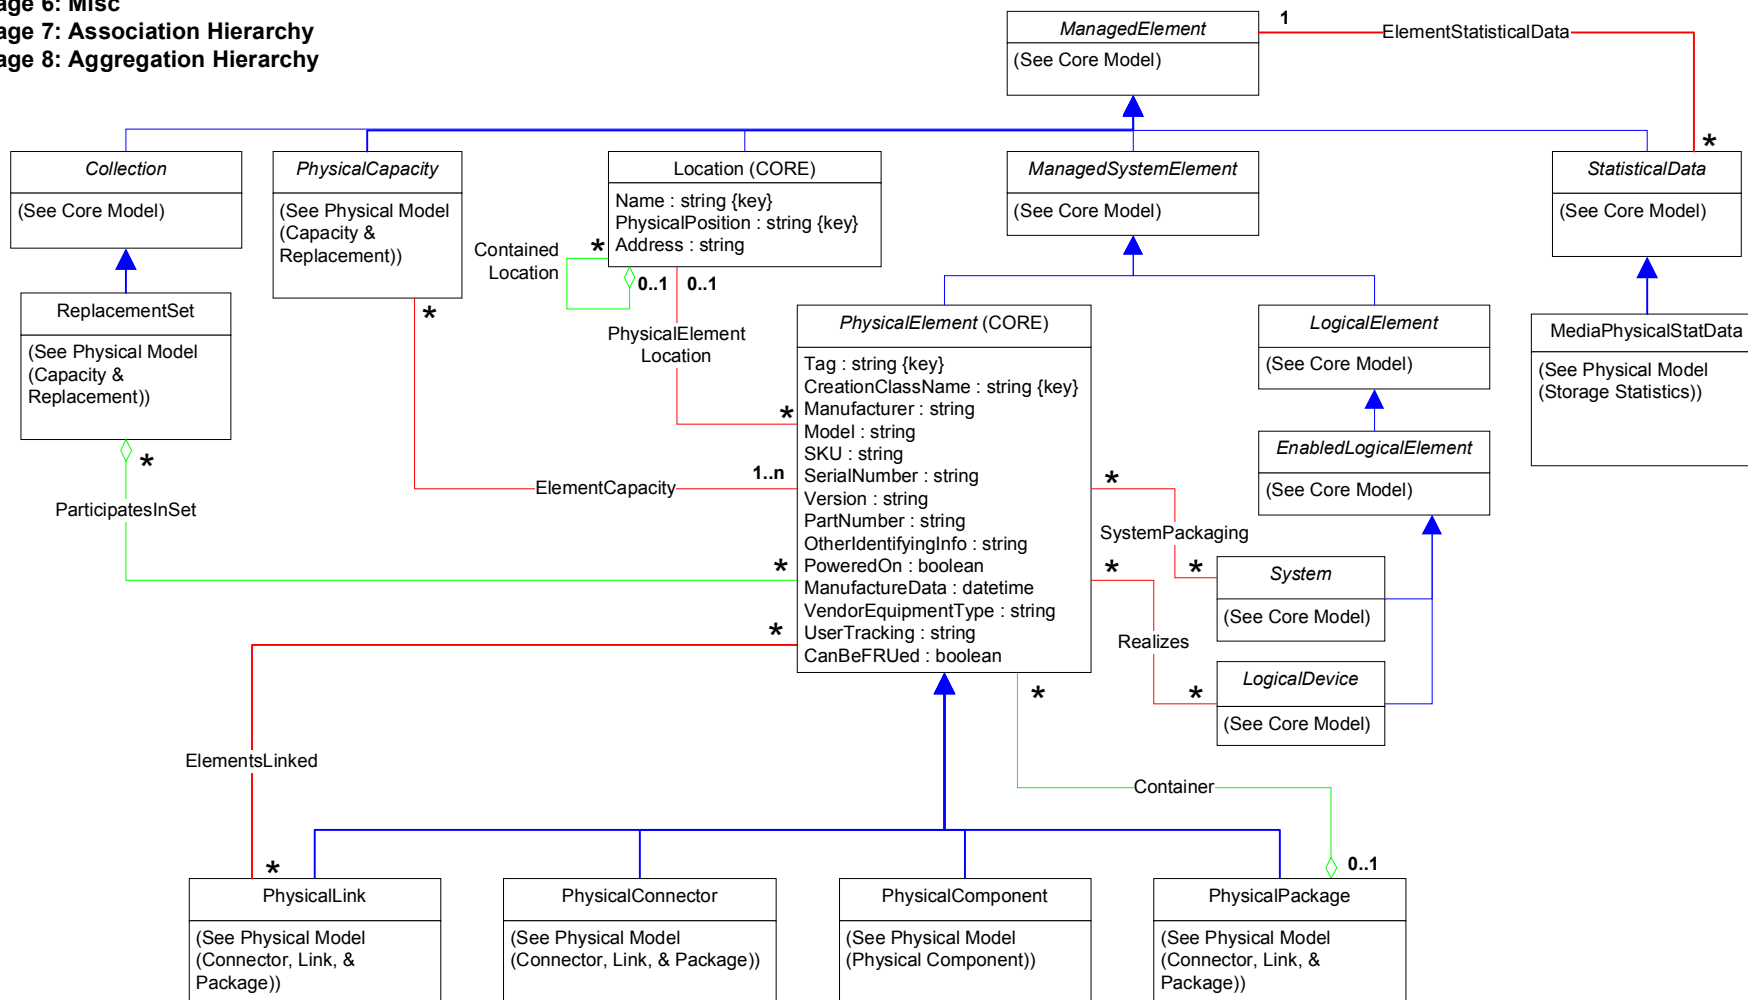 age 6: Misc
age 7: Association Hierarchy
age 8: Aggregation Hierarchy
ManagedElement
(See Core Model)
1
ElementStatisticalData
*
Collection
(See Core Model)
PhysicalCapacity
(See Physical Model
(Capacity &
Replacement))
Location (CORE)
Name : string {key}
PhysicalPosition : string {key}
Address : string
ManagedSystemElement
(See Core Model)
StatisticalData
(See Core Model)
Contained
Location
*
0..1
0..1
PhysicalElement
Location
*
ReplacementSet
(See Physical Model
(Capacity &
Replacement))
*
ParticipatesInSet
*
*
ElementCapacity
1..n
PhysicalElement (CORE)
Tag : string {key}
CreationClassName : string {key}
Manufacturer : string
Model : string
SKU : string
SerialNumber : string
Version : string
PartNumber : string
OtherIdentifyingInfo : string
PoweredOn : boolean
ManufactureData : datetime
VendorEquipmentType : string
UserTracking : string
CanBeFRUed : boolean
LogicalElement
(See Core Model)
MediaPhysicalStatData
(See Physical Model
(Storage Statistics))
EnabledLogicalElement
(See Core Model)
*
SystemPackaging
*
System
(See Core Model)
*
Realizes
*
LogicalDevice
(See Core Model)
*
ElementsLinked
*
*
Container
0..1
PhysicalLink
(See Physical Model
(Connector, Link, &
Package))
PhysicalConnector
(See Physical Model
(Connector, Link, & Package))
PhysicalComponent
(See Physical Model
(Physical Component))
PhysicalPackage
(See Physical Model
(Connector, Link, &
Package))